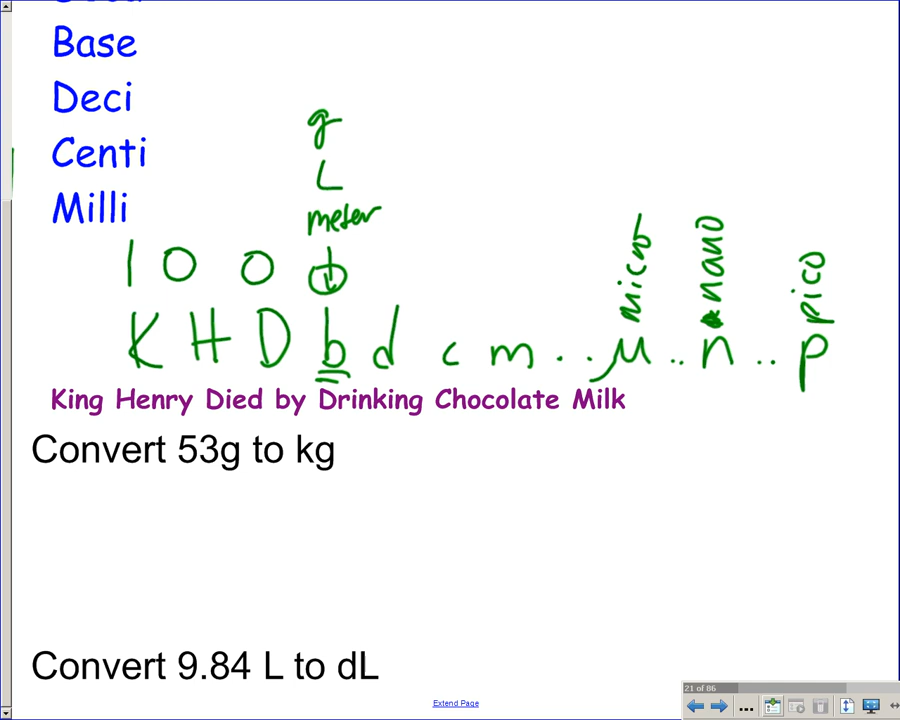 Base
Deci
Centi
Milli
g
L
meter
1 0 0 0
micro nano pico
K H D b d c m .. μ .. n .. p
King Henry Died by Drinking Chocolate Milk
Convert 53g to kg
Convert 9.84 L to dL
21 of 86
Extend Page